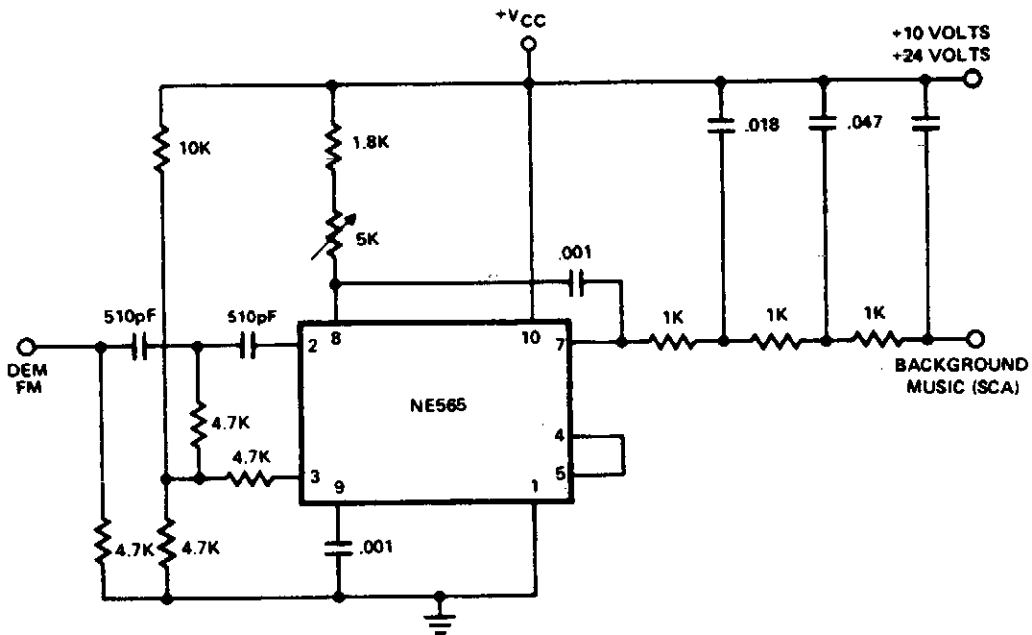 +VCC
+10 VOLTS
+24 VOLTS
10K
1.8K
.018
.047
5K
.001
510pF
510pF
2
8
10
7
1K
1K
1K
DEM
FM
BACKGROUND
MUSIC (SCA)
NE565
4.7K
4
4.7K
3
5
9
1
4.7K
4.7K
.001